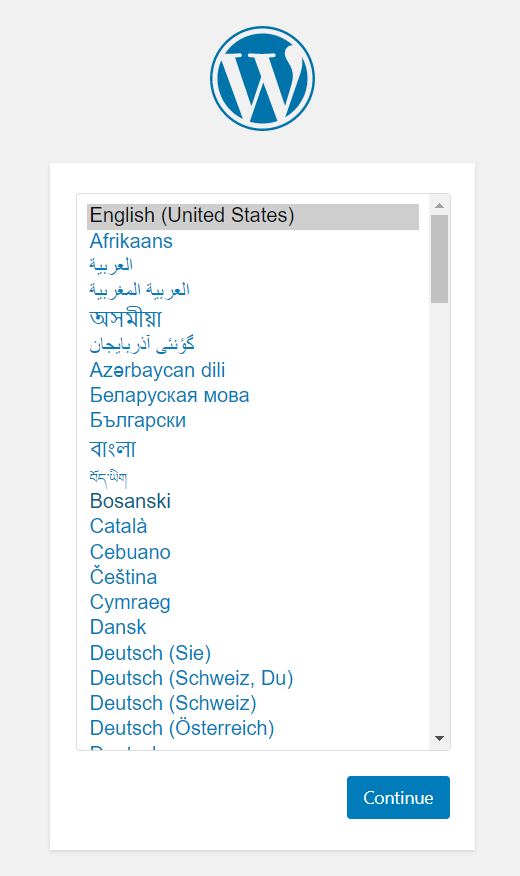 English (United States)
Afrikaans
العربية
العربية المغربية
অসমীয়া
گؤنئی آذربایجان
Azərbaycan dili
Беларуская мова
Български
বাংলা
བོད་ཡིག
Bosanski
Català
Cebuano
Čeština
Cymraeg
Dansk
Deutsch (Sie)
Deutsch (Schweiz, Du)
Deutsch (Schweiz)
Deutsch (Österreich)
Continue